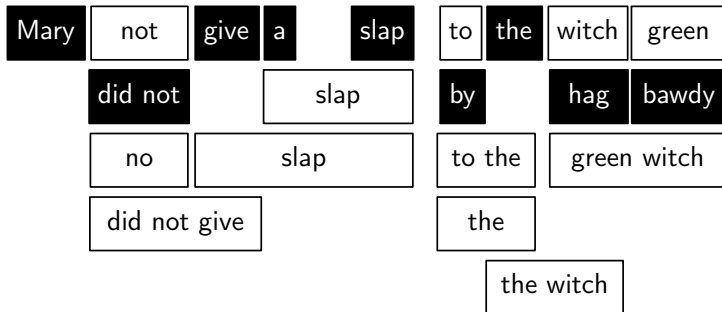 Mary not give a slap to the witch green
did not slap by hag bawdy
no slap to the green witch
did not give the
the witch